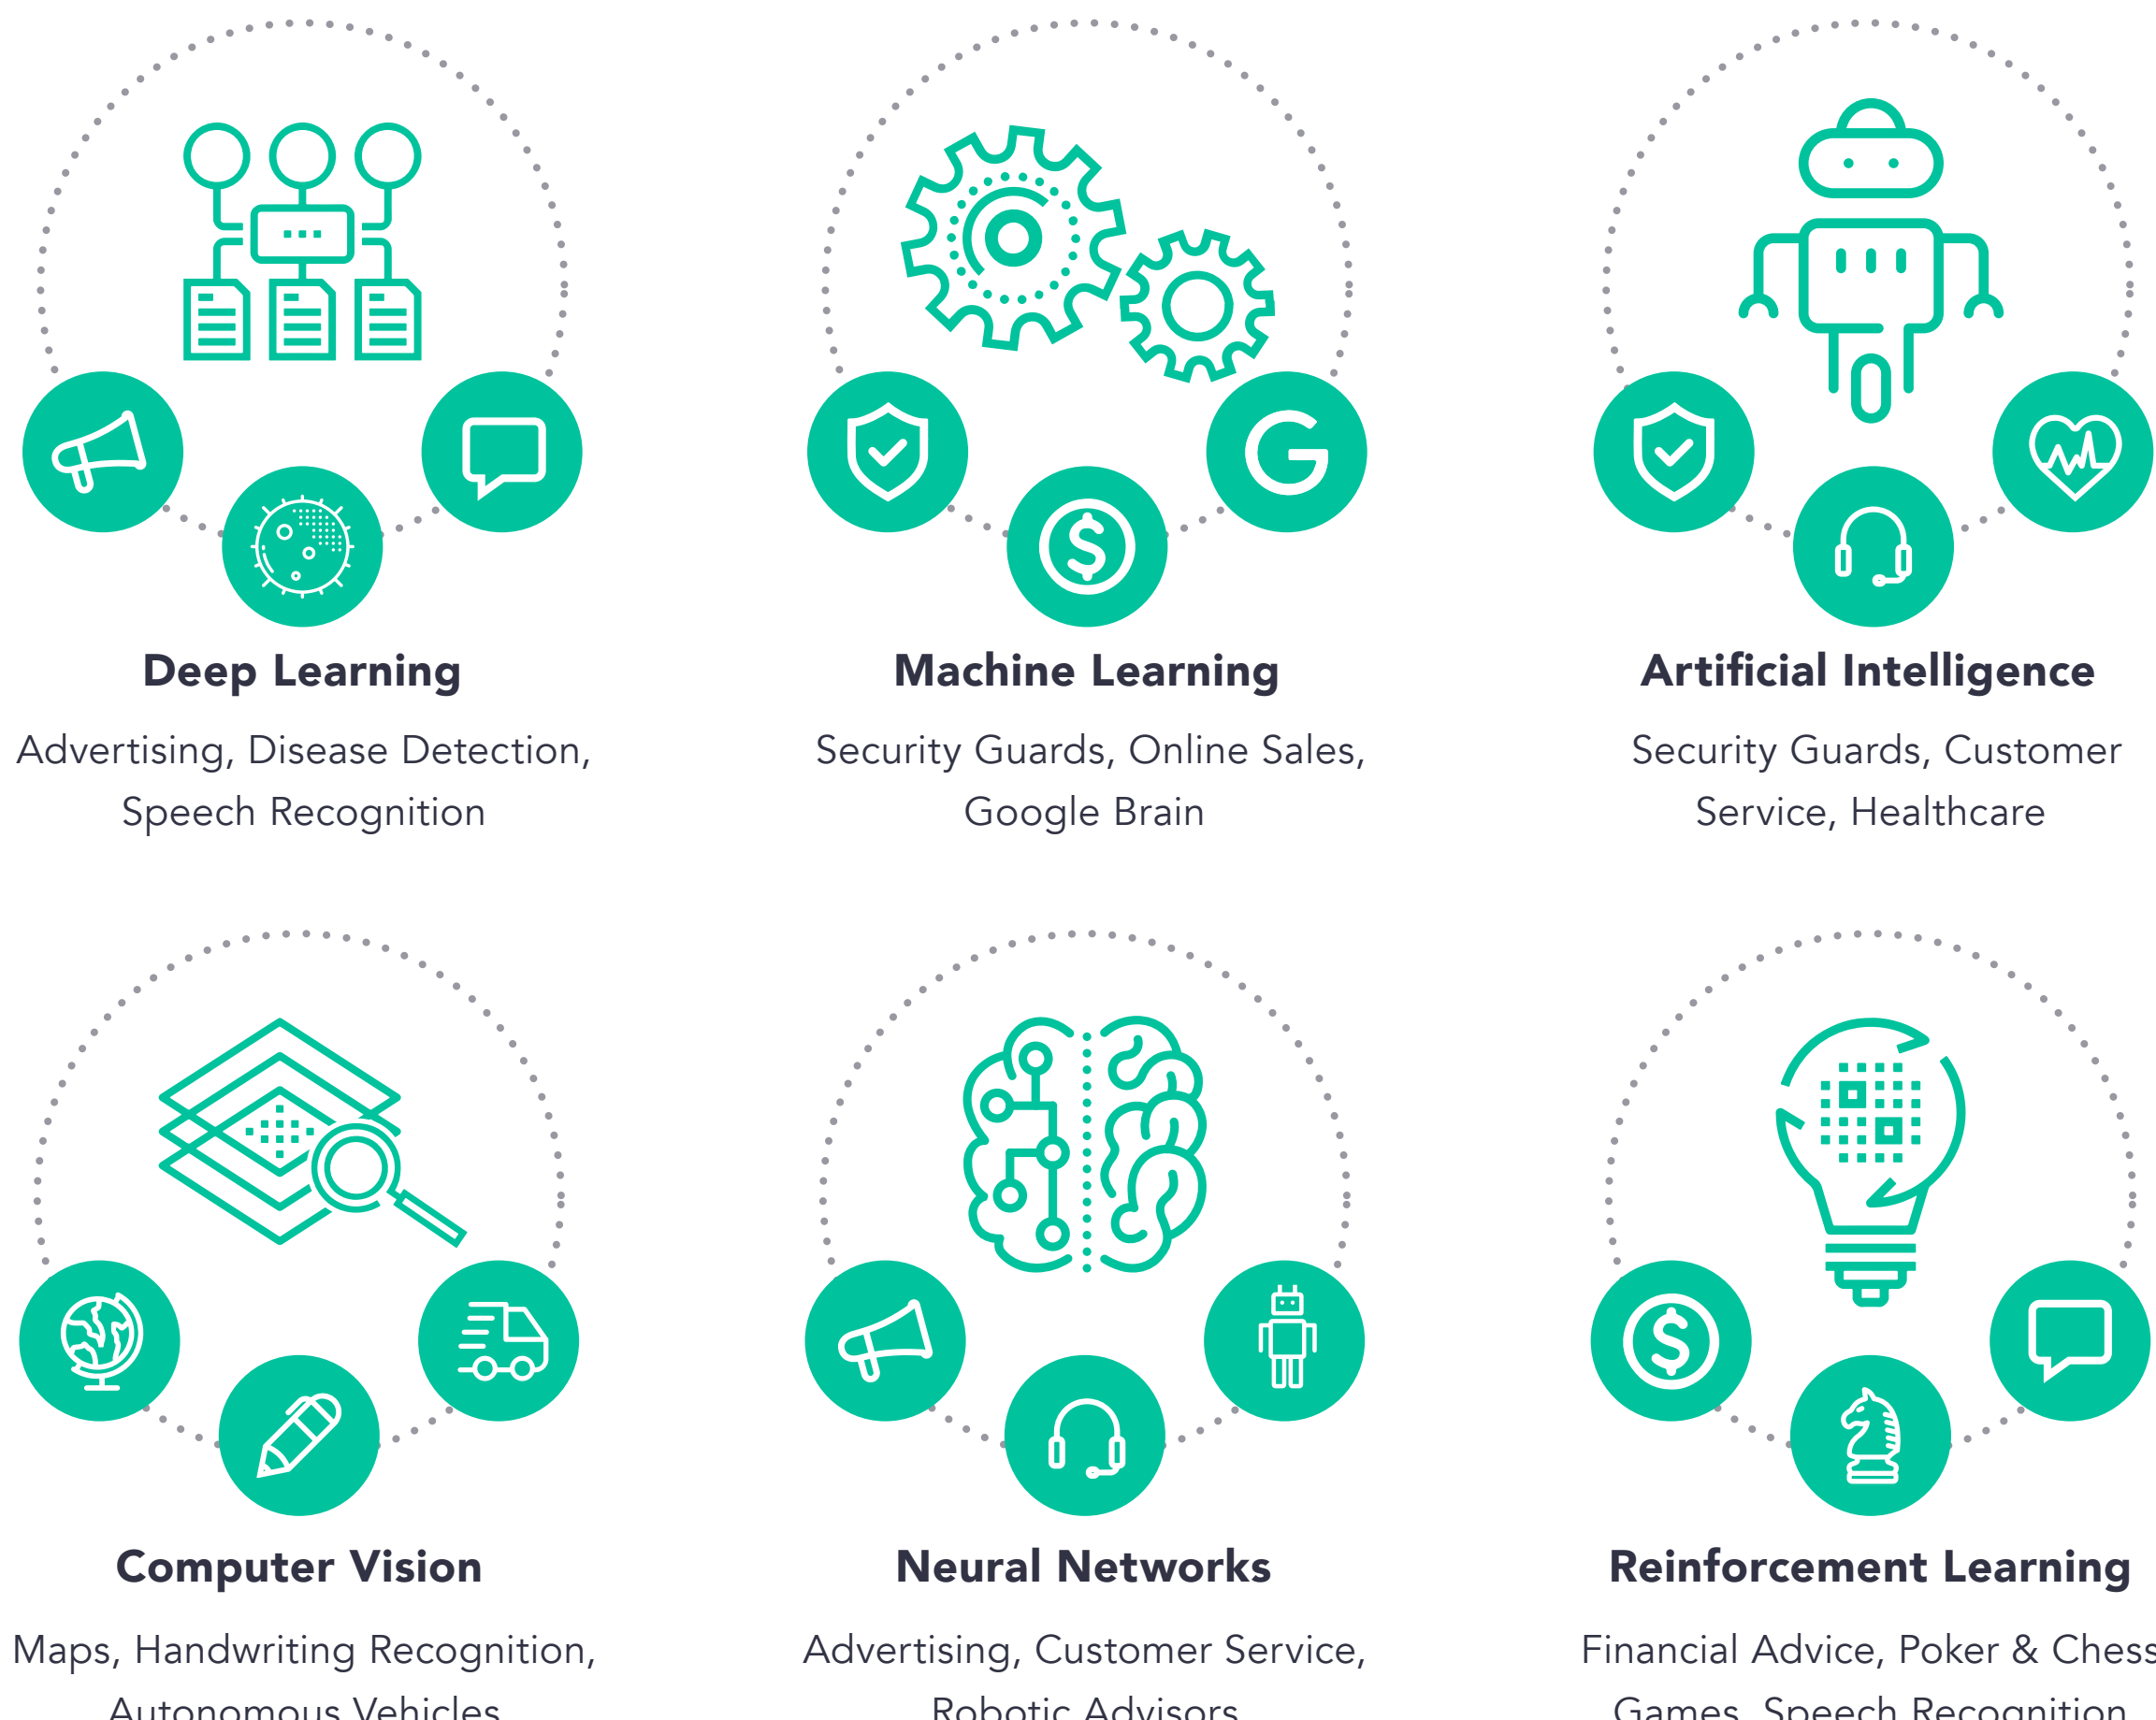 Deep Learning
Advertising, Disease Detection,
Speech Recognition
Machine Learning
Security Guards, Online Sales,
Google Brain
Artificial Intelligence
Security Guards, Customer
Service, Healthcare
Computer Vision
Maps, Handwriting Recognition,
Autonomous Vehicles
Neural Networks
Advertising, Customer Service,
Robotic Advisors
Reinforcement Learning
Financial Advice, Poker & Chess
Games, Speech Recognition